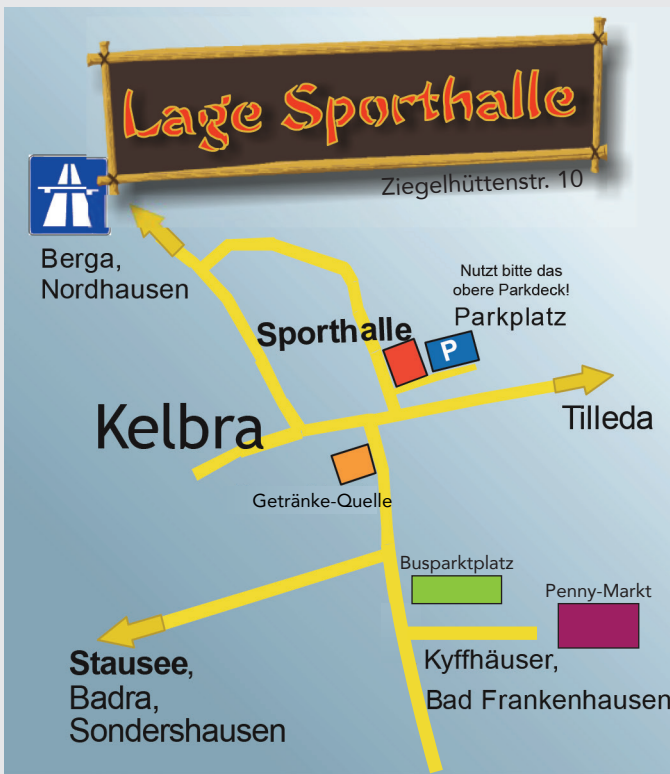 Lage Sporthalle
Ziegelhüttenstr. 10
Berga,
Nordhausen
Nutzt bitte das
obere Parkdeck!
Parkplatz
Sporthalle
P
Kelbra
Tilleda
Getränke-Quelle
Busparktplatz
Penny-Markt
Stausee,
Badra,
Sondershausen
Kyffhäuser,
Bad Frankenhausen